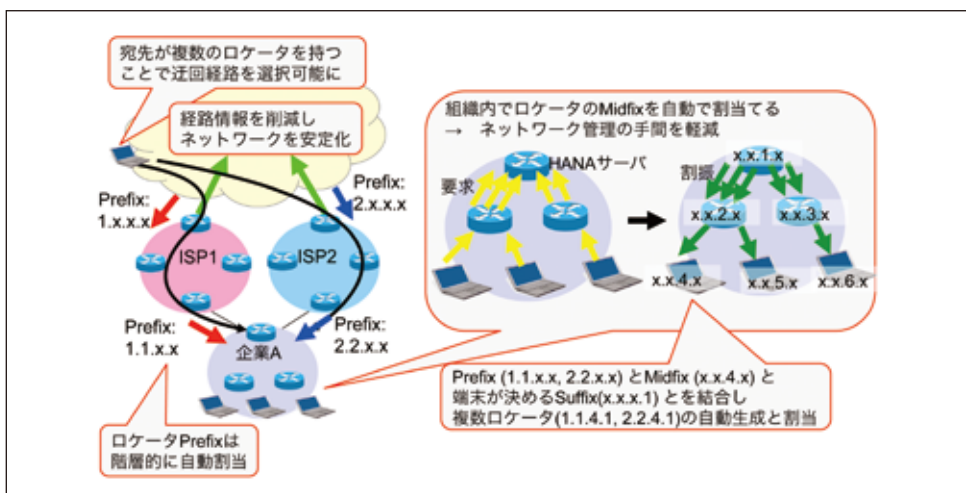 宛先が複数のロケータを持つ
ことで迂回経路を選択可能に
経路情報を削減し
ネットワークを安定化
Prefix:
1.x.x.x
Prefix:
2.x.x.x
ISP1
ISP2
Prefix:
1.1.x.x
Prefix:
2.2.x.x
企業A
ロケータPrefixは
階層的に自動割当
組織内でロケータのMidfixを自動で割当てる
→ ネットワーク管理の手間を軽減
HANAサーバ
要求
割振
x.x.1.x
x.x.2.x
x.x.3.x
x.x.4.x
x.x.5.x
x.x.6.x
Prefix (1.1.x.x, 2.2.x.x) とMidfix (x.x.4.x) と
端末が決めるSuffix(x.x.x.1) とを結合し
複数ロケータ(1.1.4.1, 2.2.4.1)の自動生成と割当